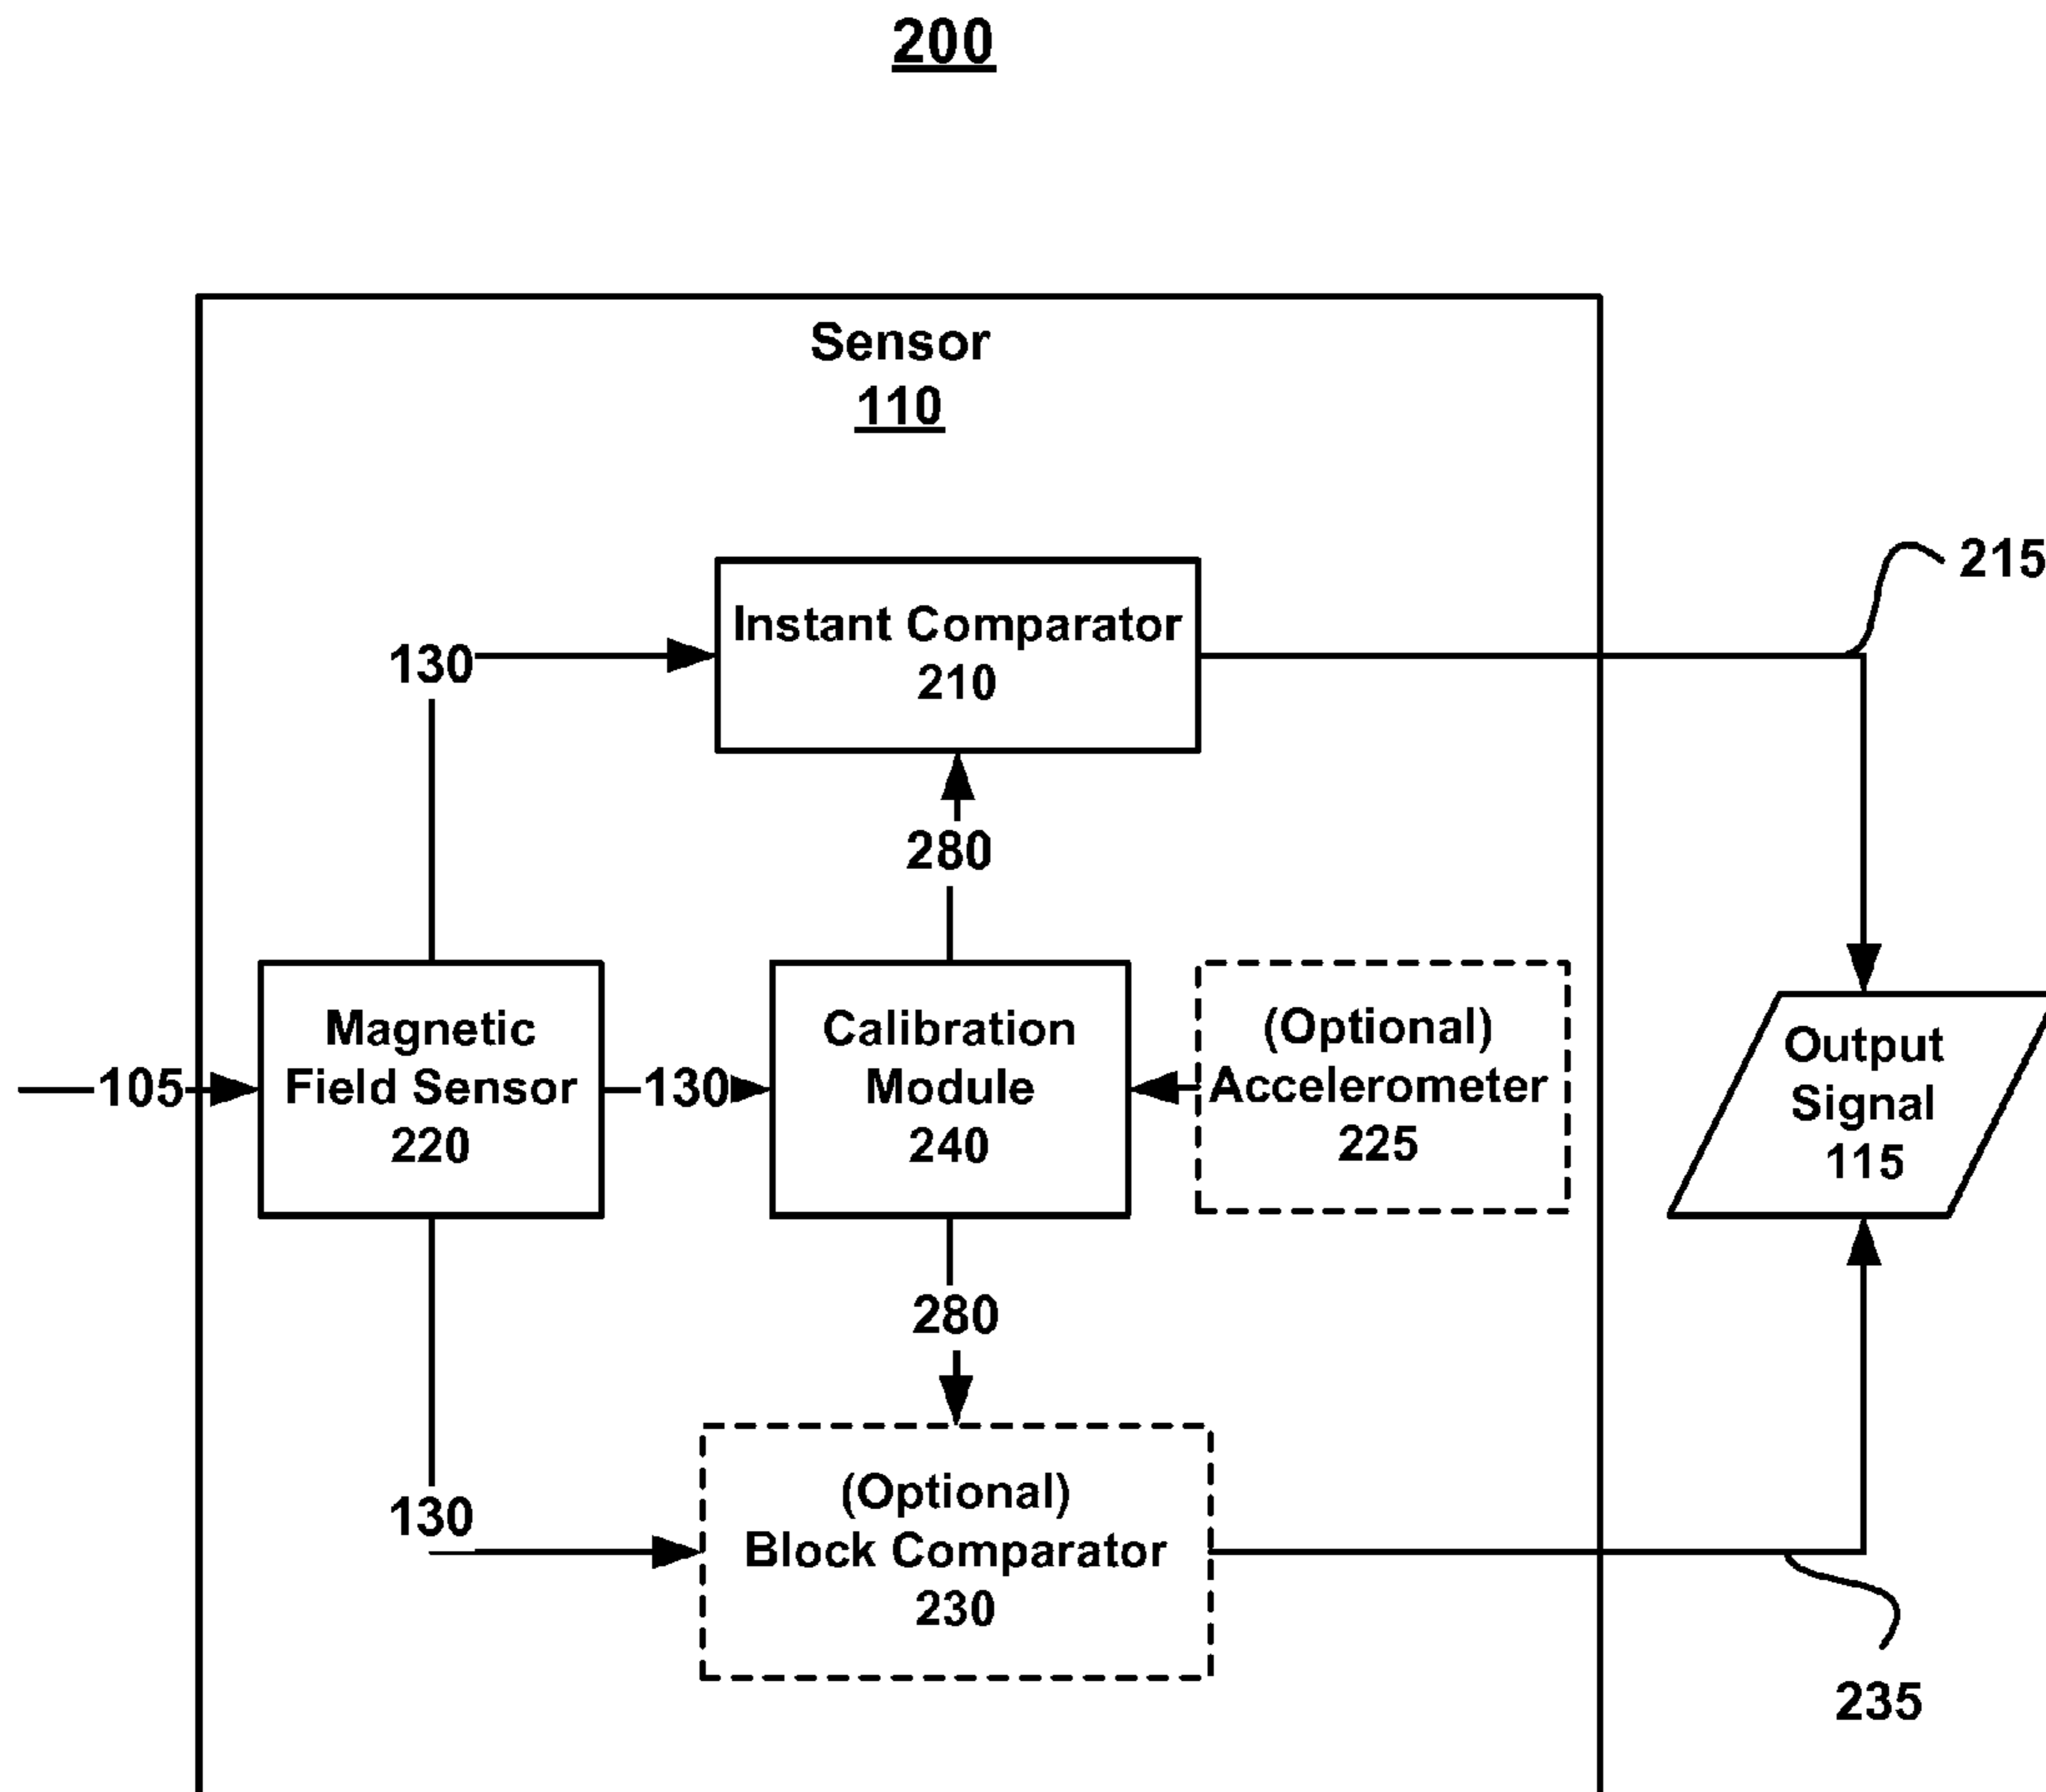 200
Sensor
110
215
Instant Comparator
210
130
280
Magnetic
Field Sensor
220
105
130
Calibration
Module
240
(Optional)
Accelerometer
225
Output
Signal
115
280
130
(Optional)
Block Comparator
230
235